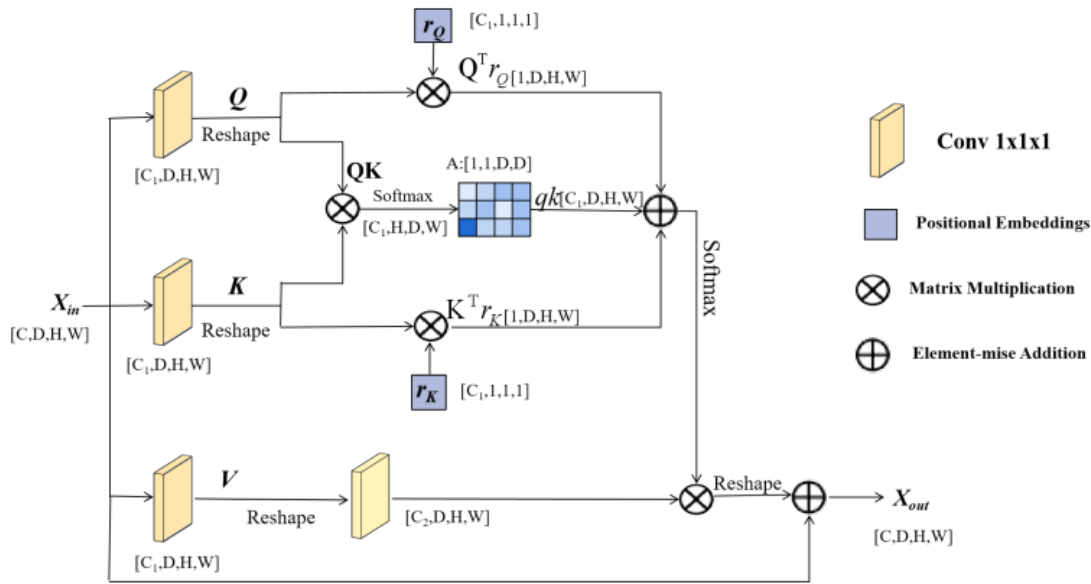 r_Q
[C₁,1,1,1]
Qᵀr_Q[1,D,H,W]
Q
Reshape
[C₁,D,H,W]
QK
A:[1,1,D,D]
Softmax
[C₁,H,D,W]
qk[C₁,D,H,W]
Softmax
X_in
[C,D,H,W]
K
Reshape
[C₁,D,H,W]
Kᵀr_K[1,D,H,W]
r_K
[C₁,1,1,1]
V
Reshape
[C₁,D,H,W]
[C₂,D,H,W]
Reshape
X_out
[C,D,H,W]
Conv 1x1x1
Positional Embeddings
Matrix Multiplication
Element-mise Addition